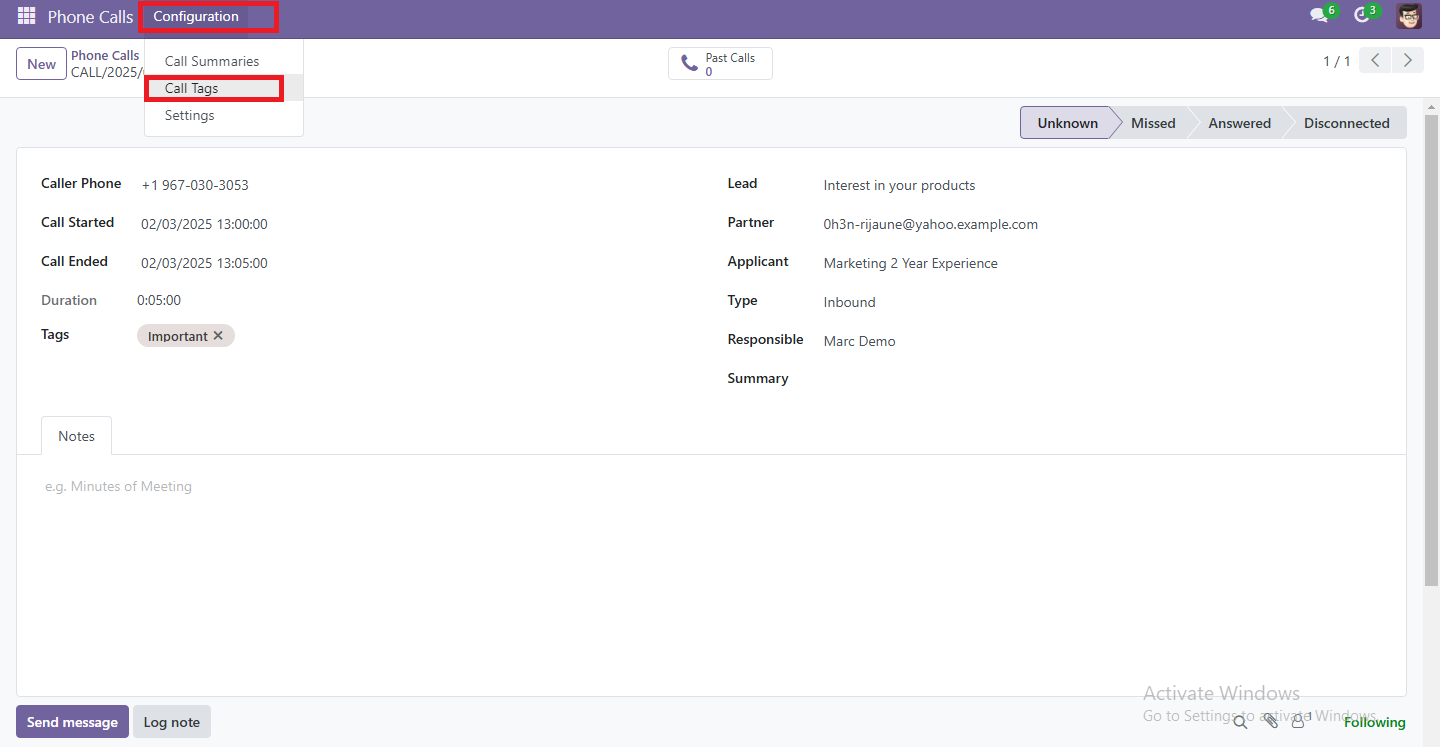 Phone Calls Configuration 6 3
New Phone Calls
CALL/2025/
Call Summaries
Call Tags
Settings
Past Calls
0
1 / 1
Unknown Missed Answered Disconnected
Caller Phone +1 967-030-3053
Call Started 02/03/2025 13:00:00
Call Ended 02/03/2025 13:05:00
Duration 0:05:00
Tags Important
Lead Interest in your products
Partner 0h3n-rijaune@yahoo.example.com
Applicant Marketing 2 Year Experience
Type Inbound
Responsible Marc Demo
Summary
Notes
e.g. Minutes of Meeting
Activate Windows
Go to Settings to activate Windows.
Send message Log note 1 Following